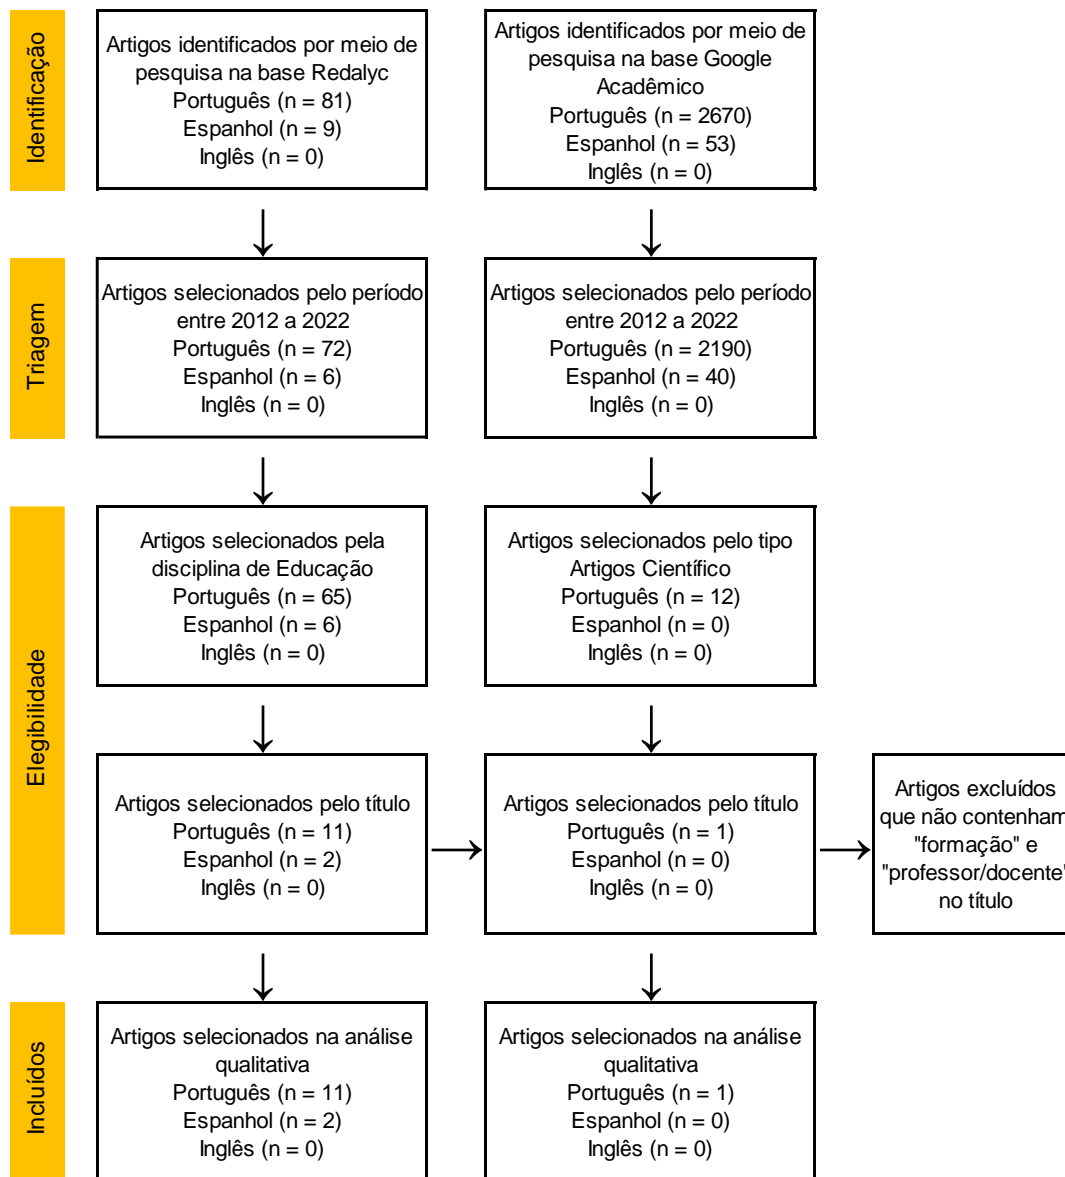 Identificação
Artigos identificados por meio de
pesquisa na base Redalyc
Português (n = 81)
Espanhol (n = 9)
Inglês (n = 0)
Artigos identificados por meio de
pesquisa na base Google
Acadêmico
Português (n = 2670)
Espanhol (n = 53)
Inglês (n = 0)
Triagem
Artigos selecionados pelo período
entre 2012 a 2022
Português (n = 72)
Espanhol (n = 6)
Inglês (n = 0)
Artigos selecionados pelo período
entre 2012 a 2022
Português (n = 2190)
Espanhol (n = 40)
Inglês (n = 0)
Elegibilidade
Artigos selecionados pela
disciplina de Educação
Português (n = 65)
Espanhol (n = 6)
Inglês (n = 0)
Artigos selecionados pelo tipo
Artigos Científico
Português (n = 12)
Espanhol (n = 0)
Inglês (n = 0)
Artigos selecionados pelo título
Português (n = 11)
Espanhol (n = 2)
Inglês (n = 0)
Artigos selecionados pelo título
Português (n = 1)
Espanhol (n = 0)
Inglês (n = 0)
Artigos excluídos
que não contenham
"formação" e
"professor/docente"
no título
Incluídos
Artigos selecionados na análise
qualitativa
Português (n = 11)
Espanhol (n = 2)
Inglês (n = 0)
Artigos selecionados na análise
qualitativa
Português (n = 1)
Espanhol (n = 0)
Inglês (n = 0)